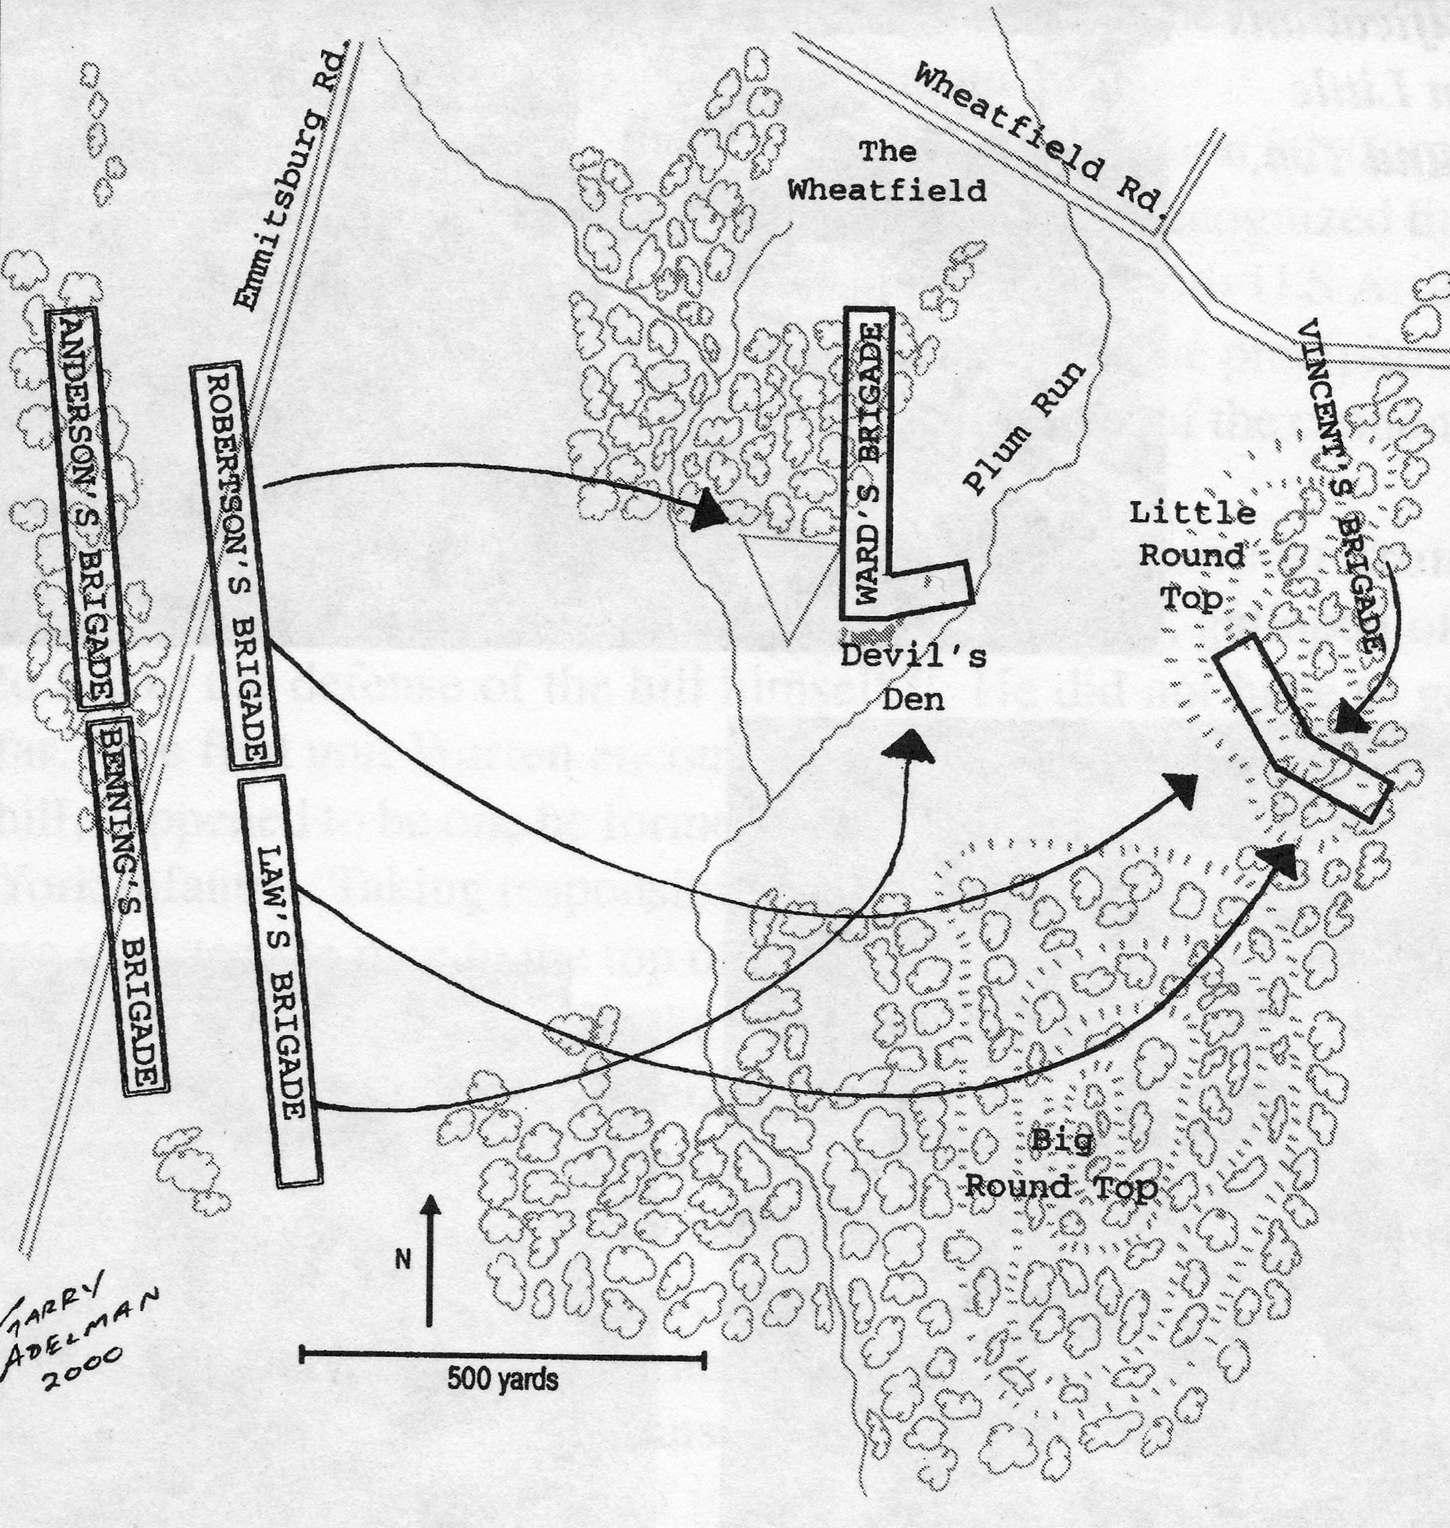 Emmitsburg Rd.
Wheatfield Rd.
The
Wheatfield
ANDERSON'S BRIGADE
ROBERTSON'S BRIGADE
WARD'S BRIGADE
Plum Run
VINCENT'S BRIGADE
Little
Round
Top
Devil's
Den
BENNING'S BRIGADE
LAW'S BRIGADE
Big
Round Top
N
500 yards
GARRY
ADELMAN
2000